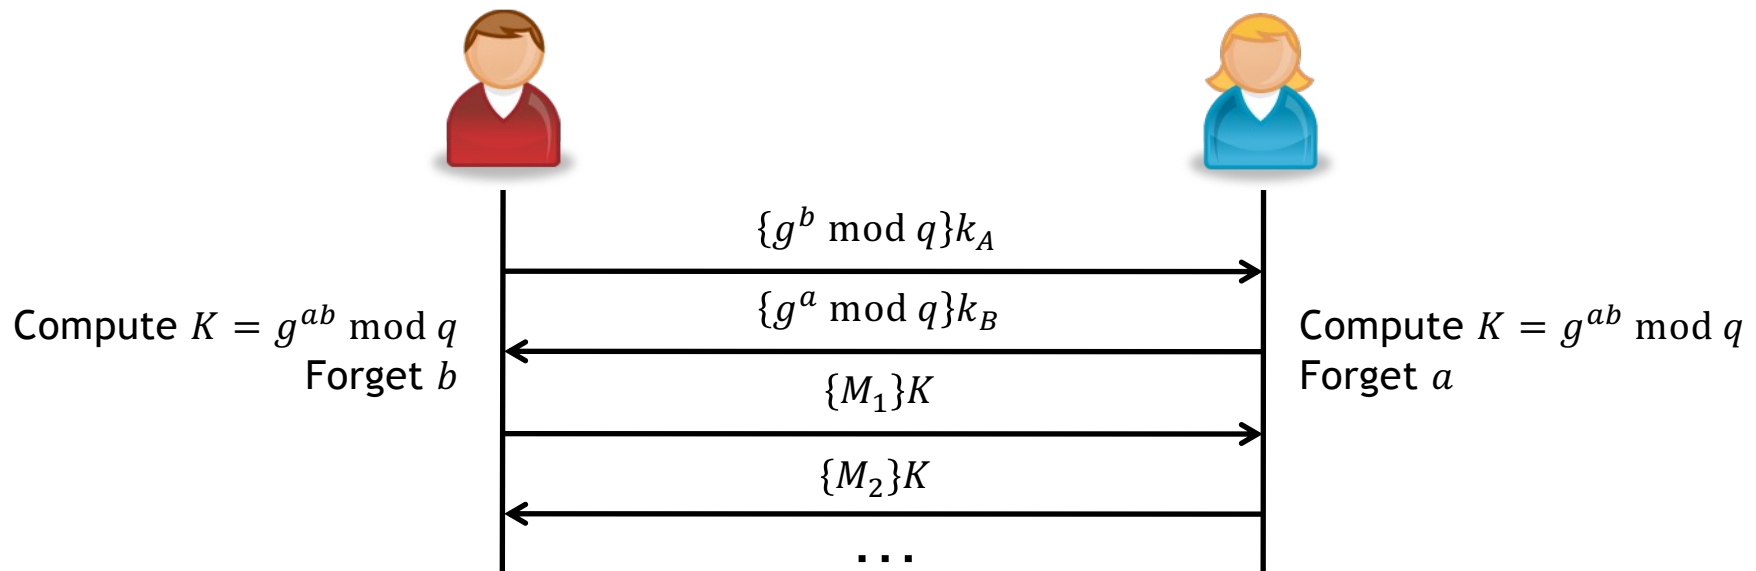 {g^b mod q}k_A
{g^a mod q}k_B
Compute K = g^{ab} mod q
Forget b
Compute K = g^{ab} mod q
Forget a
{M_1}K
{M_2}K
...